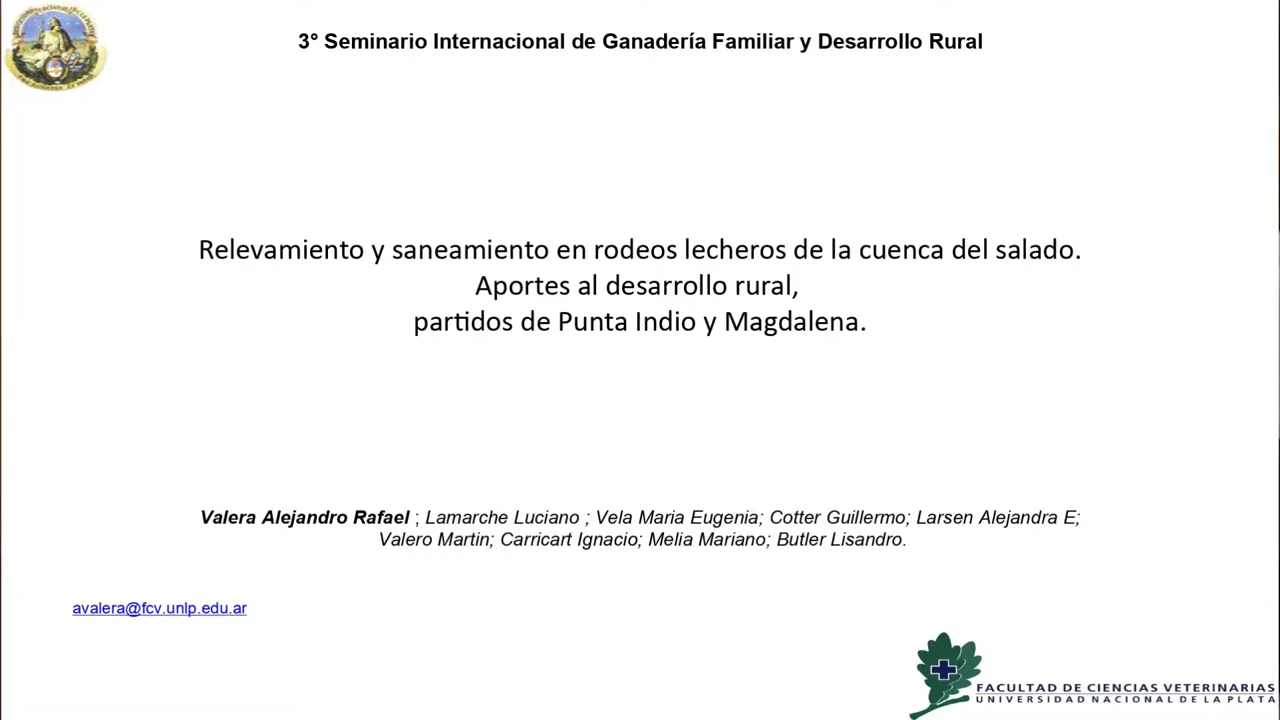 3° Seminario Internacional de Ganadería Familiar y Desarrollo Rural
Relevamiento y saneamiento en rodeos lecheros de la cuenca del salado.
Aportes al desarrollo rural,
partidos de Punta Indio y Magdalena.
Valera Alejandro Rafael ; Lamarche Luciano ; Vela Maria Eugenia; Cotter Guillermo; Larsen Alejandra E;
Valero Martin; Carricart Ignacio; Melia Mariano; Butler Lisandro.
avalera@fcv.unlp.edu.ar
FACULTAD DE CIENCIAS VETERINARIAS
UNIVERSIDAD NACIONAL DE LA PLATA